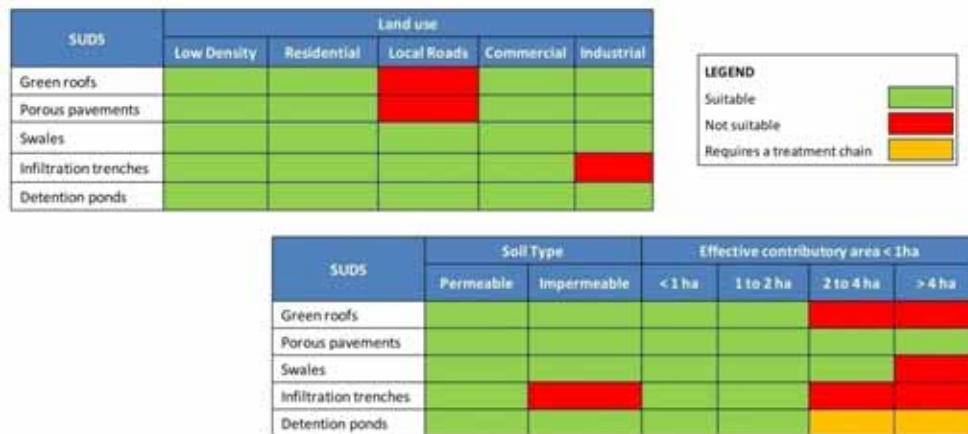 SUDS
Land use
Low Density Residential Local Roads Commercial Industrial
Green roofs
Porous pavements
Swales
Infiltration trenches
Detention ponds
LEGEND
Suitable
Not suitable
Requires a treatment chain
SUDS
Soil Type Effective contributory area < 1ha
Permeable Impermeable < 1 ha 1 to 2 ha 2 to 4 ha > 4 ha
Green roofs
Porous pavements
Swales
Infiltration trenches
Detention ponds